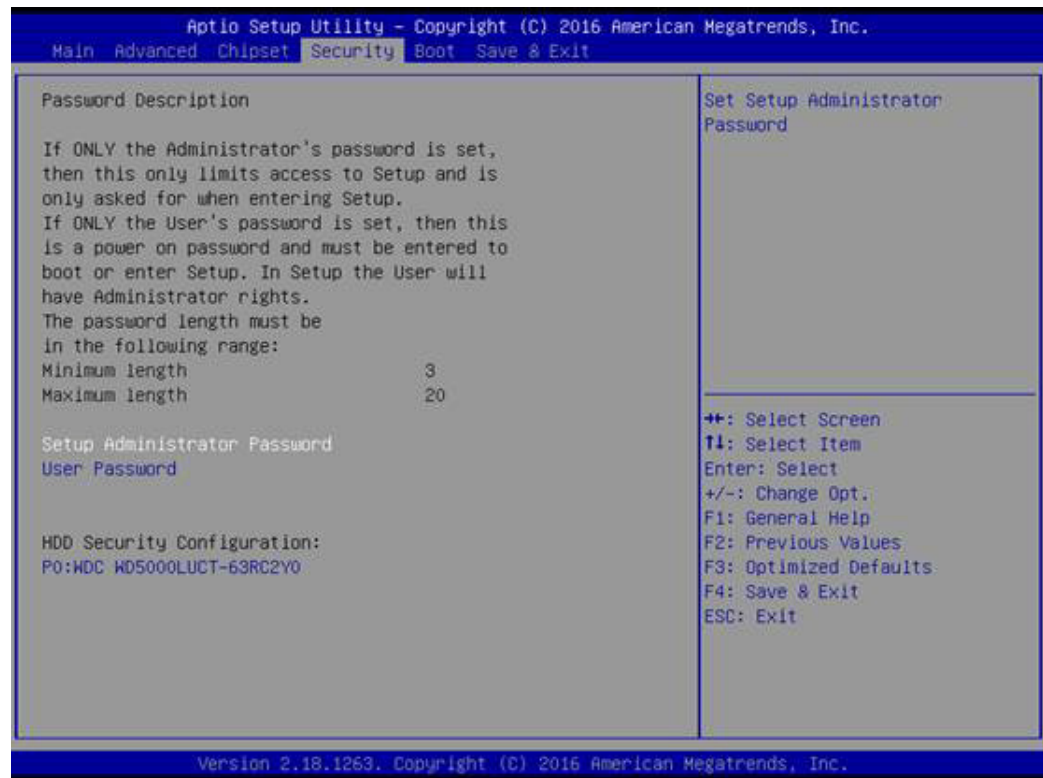 Aptio Setup Utility – Copyright (C) 2016 American Megatrends, Inc.
Main Advanced Chipset Security Boot Save & Exit
Password Description
If ONLY the Administrator's password is set,
then this only limits access to Setup and is
only asked for when entering Setup.
If ONLY the User's password is set, then this
is a power on password and must be entered to
boot or enter Setup. In Setup the User will
have Administrator rights.
The password length must be
in the following range:
Minimum length 3
Maximum length 20
Setup Administrator Password
User Password
HDD Security Configuration:
P0:WDC WD5000LUCT-63RC2Y0
Set Setup Administrator
Password
→←: Select Screen
↑↓: Select Item
Enter: Select
+/-: Change Opt.
F1: General Help
F2: Previous Values
F3: Optimized Defaults
F4: Save & Exit
ESC: Exit
Version 2.18.1263. Copyright (C) 2016 American Megatrends, Inc.